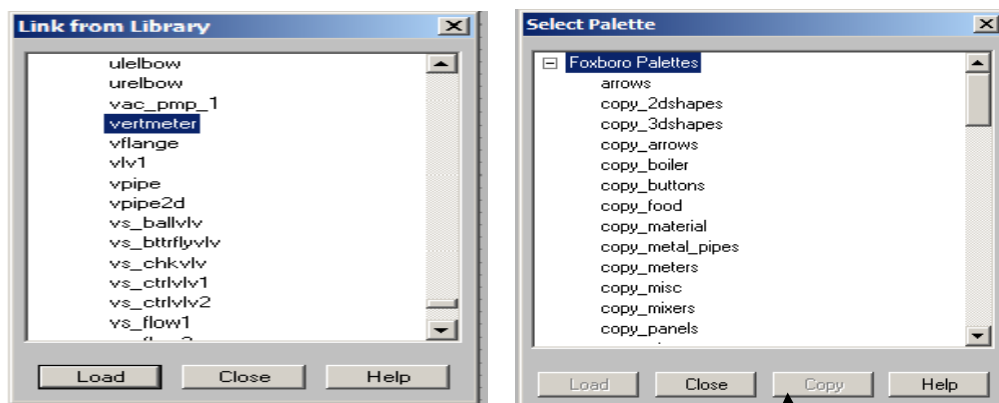 Link from Library
ulelbow
urelbow
vac_pmp_1
vertmeter
vflange
vlv1
vpipe
vpipe2d
vs_ballvlv
vs_bttrflyvlv
vs_chkvlv
vs_ctrlvlv1
vs_ctrlvlv2
vs_flow1
Load
Close
Help
Select Palette
Foxboro Palettes
arrows
copy_2dshapes
copy_3dshapes
copy_arrows
copy_boiler
copy_buttons
copy_food
copy_material
copy_metal_pipes
copy_meters
copy_misc
copy_mixers
copy_panels
Load
Close
Copy
Help